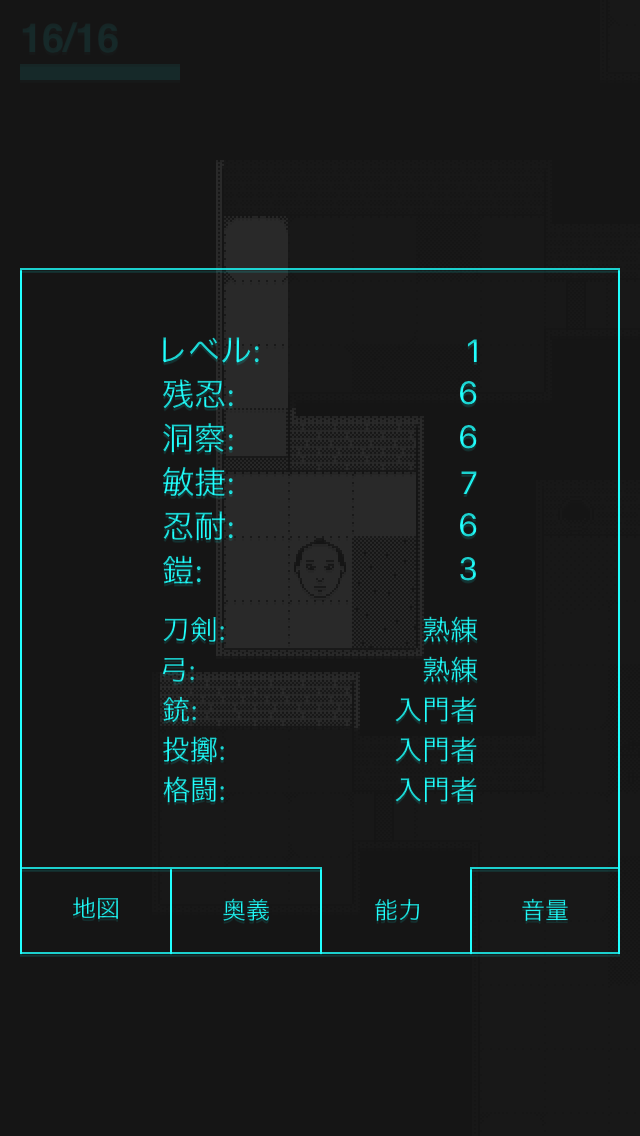 16/16
レベル: 1
残忍: 6
洞察: 6
敏捷: 7
忍耐: 6
鎧: 3
刀剣: 熟練
弓: 熟練
銃: 入門者
投擲: 入門者
格闘: 入門者
地図 奥義 能力 音量